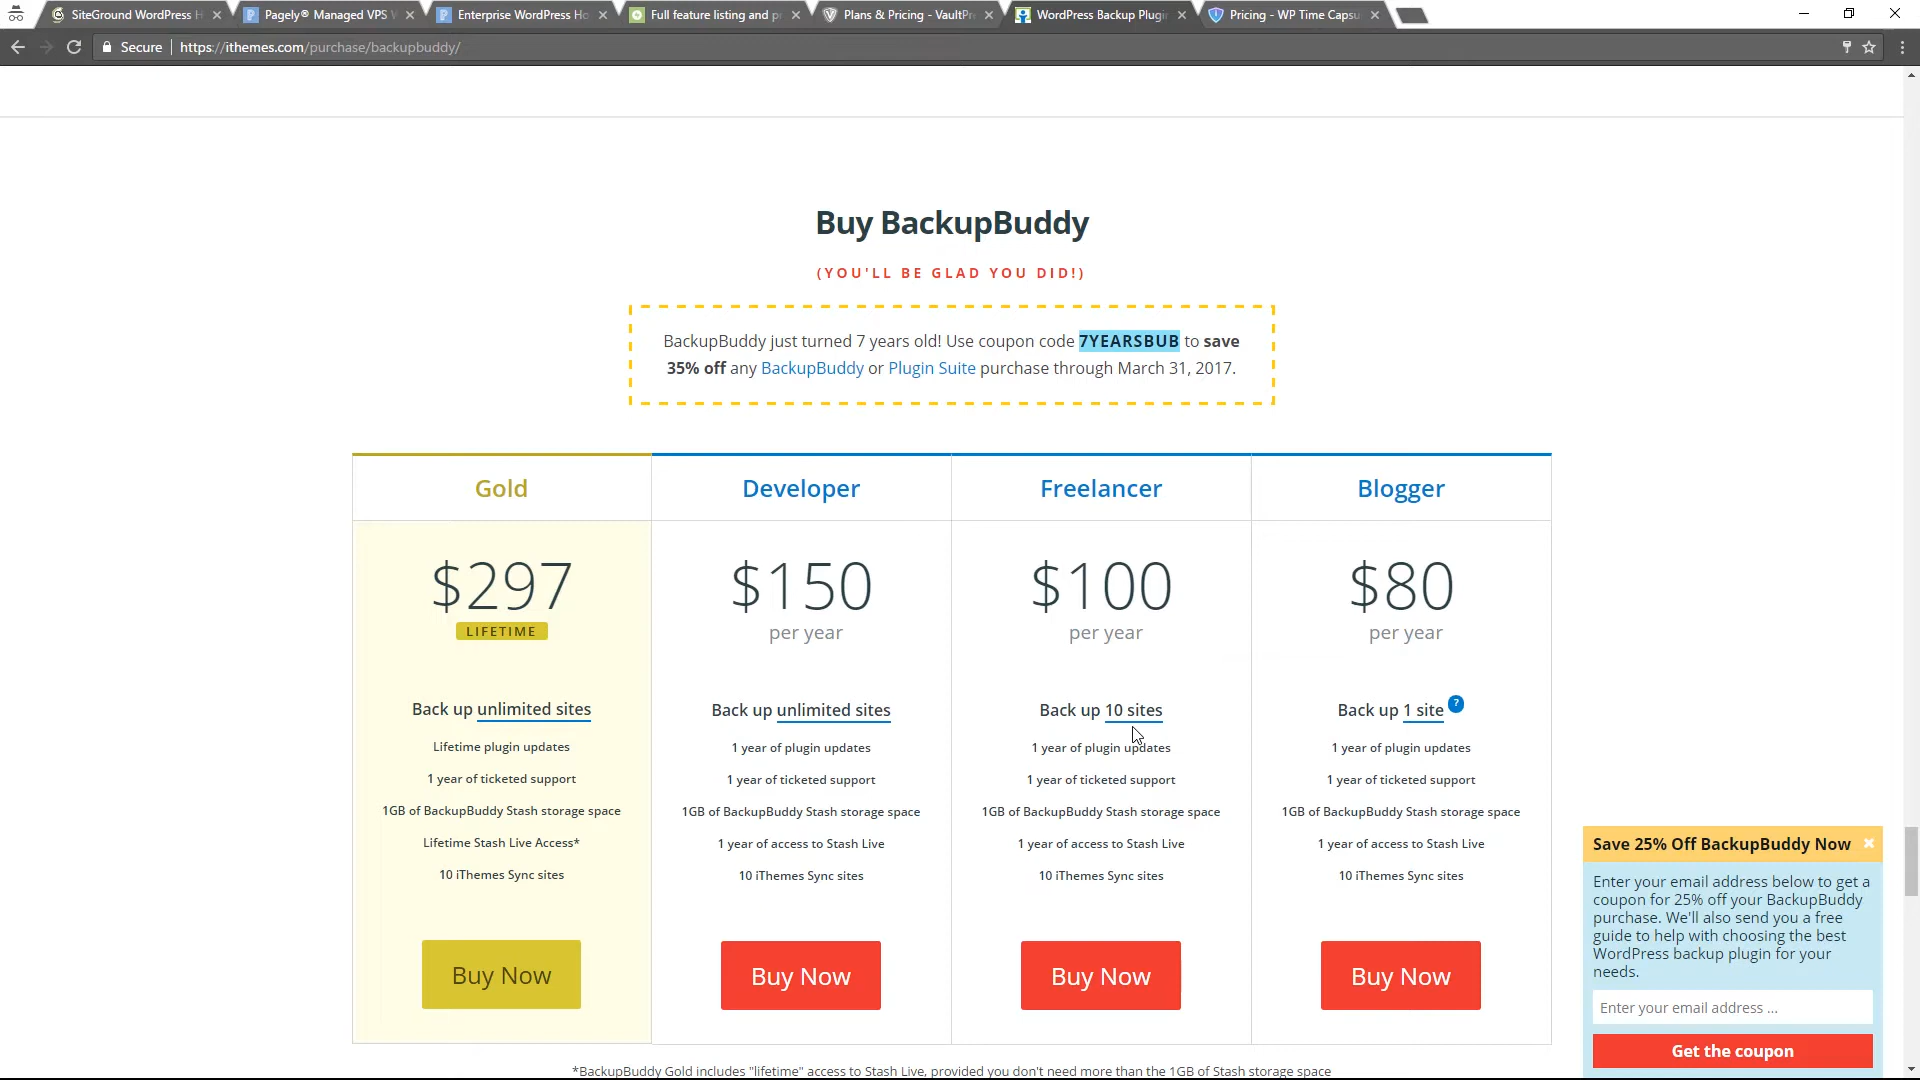 SiteGround WordPress H
Pagely® Managed VPS V
Enterprise WordPress Ho
Full feature listing and p
Plans & Pricing - VaultPr
WordPress Backup Plugi
Pricing - WP Time Capsu
Secure
https://ithemes.com/purchase/backupbuddy/
Buy BackupBuddy
(YOU'LL BE GLAD YOU DID!)
BackupBuddy just turned 7 years old! Use coupon code 7YEARSBUB to save
35% off any BackupBuddy or Plugin Suite purchase through March 31, 2017.
Gold
$297
LIFETIME
Back up unlimited sites
Lifetime plugin updates
1 year of ticketed support
1GB of BackupBuddy Stash storage space
Lifetime Stash Live Access*
10 iThemes Sync sites
Buy Now
Developer
$150
per year
Back up unlimited sites
1 year of plugin updates
1 year of ticketed support
1GB of BackupBuddy Stash storage space
1 year of access to Stash Live
10 iThemes Sync sites
Buy Now
Freelancer
$100
per year
Back up 10 sites
1 year of plugin updates
1 year of ticketed support
1GB of BackupBuddy Stash storage space
1 year of access to Stash Live
10 iThemes Sync sites
Buy Now
Blogger
$80
per year
Back up 1 site ?
1 year of plugin updates
1 year of ticketed support
1GB of BackupBuddy Stash storage space
1 year of access to Stash Live
10 iThemes Sync sites
Buy Now
*BackupBuddy Gold includes "lifetime" access to Stash Live, provided you don't need more than the 1GB of Stash storage space
Save 25% Off BackupBuddy Now
Enter your email address below to get a
coupon for 25% off your BackupBuddy
purchase. We'll also send you a free
guide to help with choosing the best
WordPress backup plugin for your
needs.
Enter your email address ...
Get the coupon